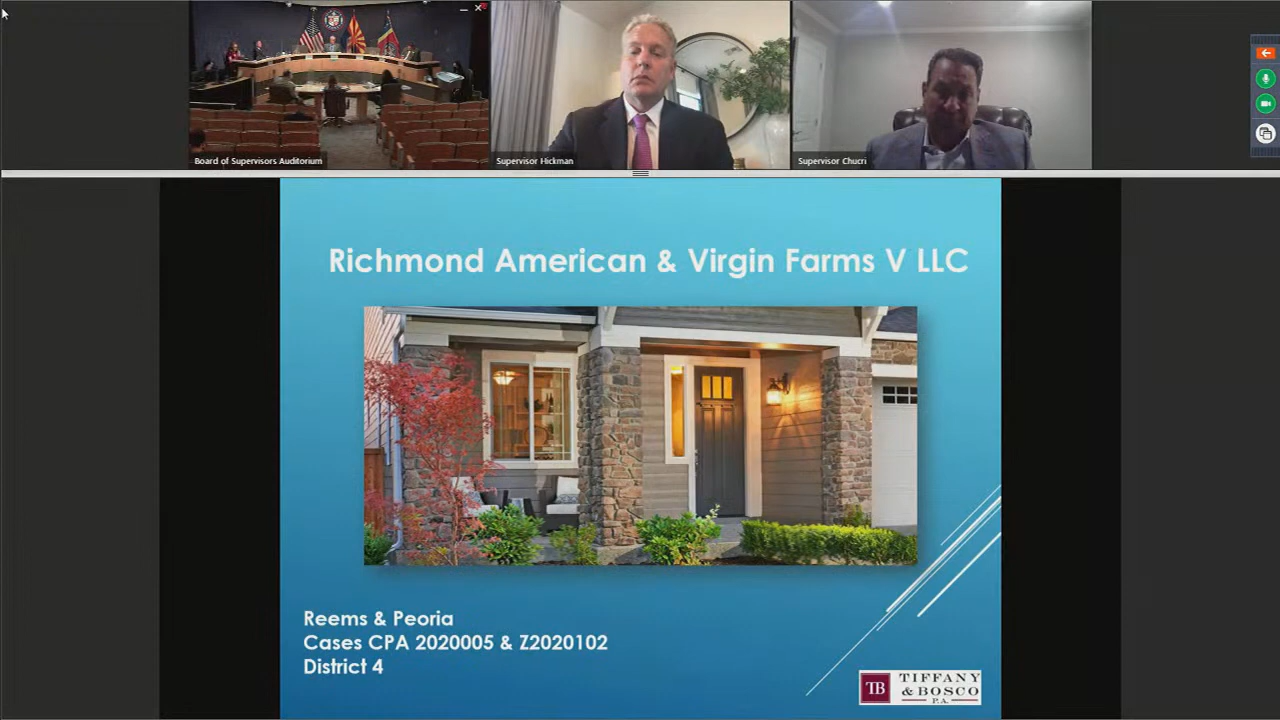 Board of Supervisors Auditorium
Supervisor Hickman
Supervisor Chucri
Richmond American & Virgin Farms V LLC
Reems & Peoria
Cases CPA 2020005 & Z2020102
District 4
TB
TIFFANY
& BOSCO
P.A.